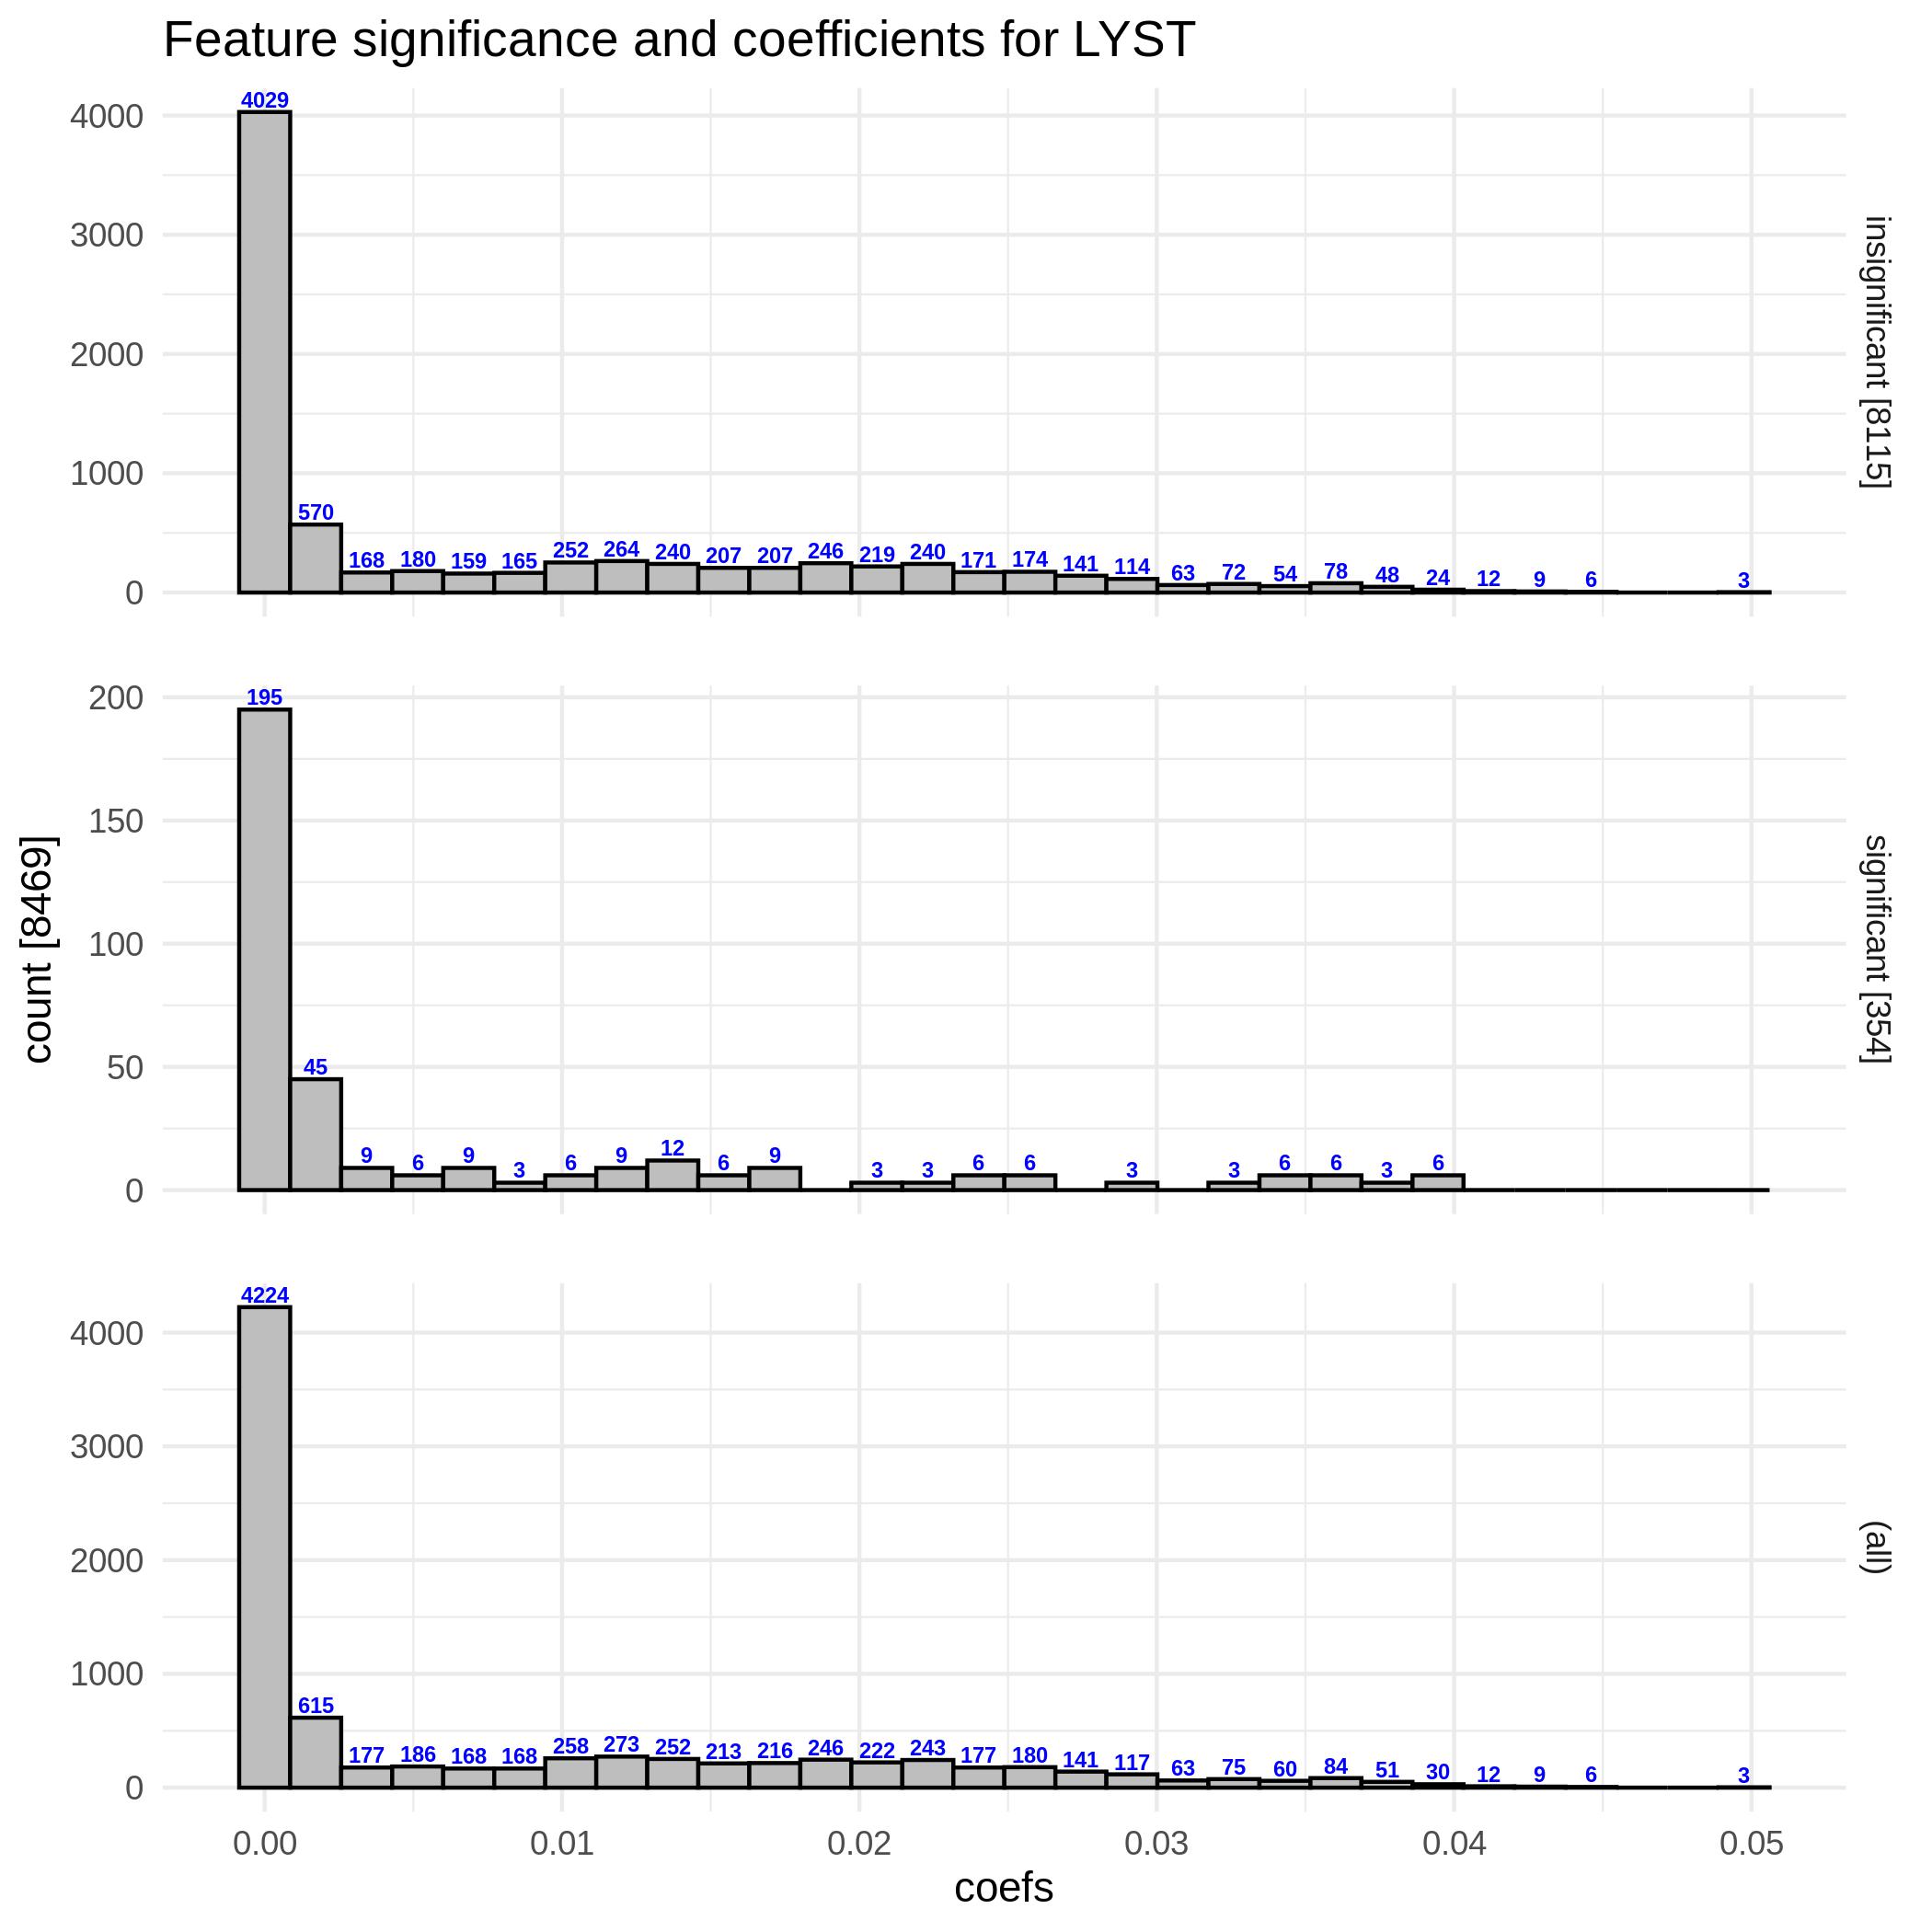 Feature significance and coefficients for LYST
4029
4000
3000
2000
1000
0
570 168 180 159 165 252 264 240 207 207 246 219 240 171 174 141 114 63 72 54 78 48 24 12 9 6 3
insignificant [8115]
count [8469]
200
150
100
50
0
195
45 9 6 9 3 6 9 12 6 9 3 3 6 6 3 3 6 6 3 6
significant [354]
4224
4000
3000
2000
1000
0
615 177 186 168 168 258 273 252 213 216 246 222 243 177 180 141 117 63 75 60 84 51 30 12 9 6 3
(all)
0.00 0.01 0.02 0.03 0.04 0.05
coefs